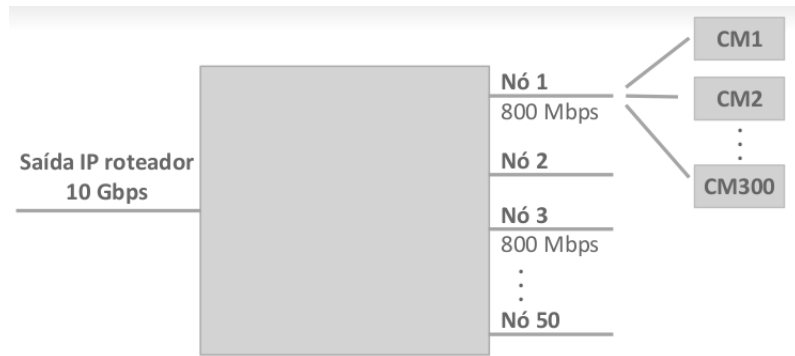 Saída IP roteador
10 Gbps
Nó 1
800 Mbps
Nó 2
Nó 3
800 Mbps
Nó 50
CM1
CM2
CM300